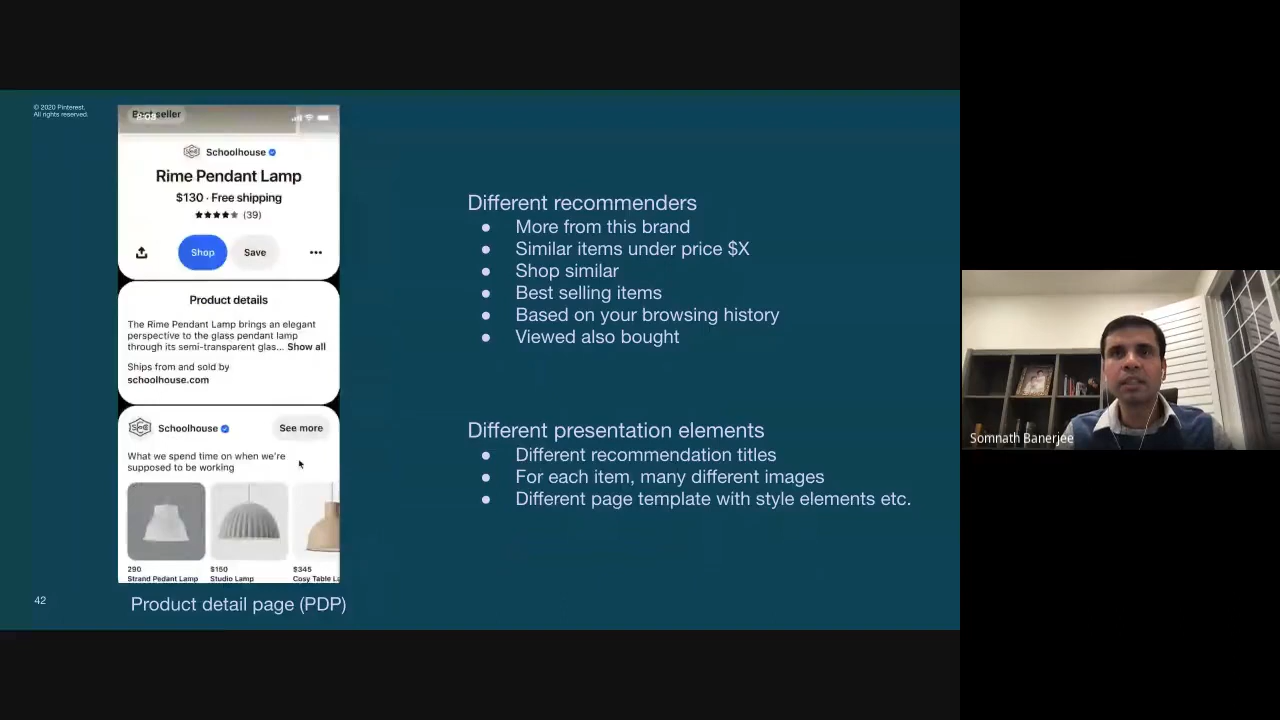 © 2020 Pinterest.
All rights reserved.
Best seller
Schoolhouse
Rime Pendant Lamp
$130 · Free shipping
(39)
Shop
Save
Product details
The Rime Pendant Lamp brings an elegant
perspective to the glass pendant lamp
through its semi-transparent glas... Show all
Ships from and sold by
schoolhouse.com
Schoolhouse
See more
What we spend time on when we're
supposed to be working
290
$150
$345
Strand Pedant Lamp
Studio Lamp
Cosy Table
42
Product detail page (PDP)
Different recommenders
● More from this brand
● Similar items under price $X
● Shop similar
● Best selling items
● Based on your browsing history
● Viewed also bought
Different presentation elements
● Different recommendation titles
● For each item, many different images
● Different page template with style elements etc.
Somnath Banerjee